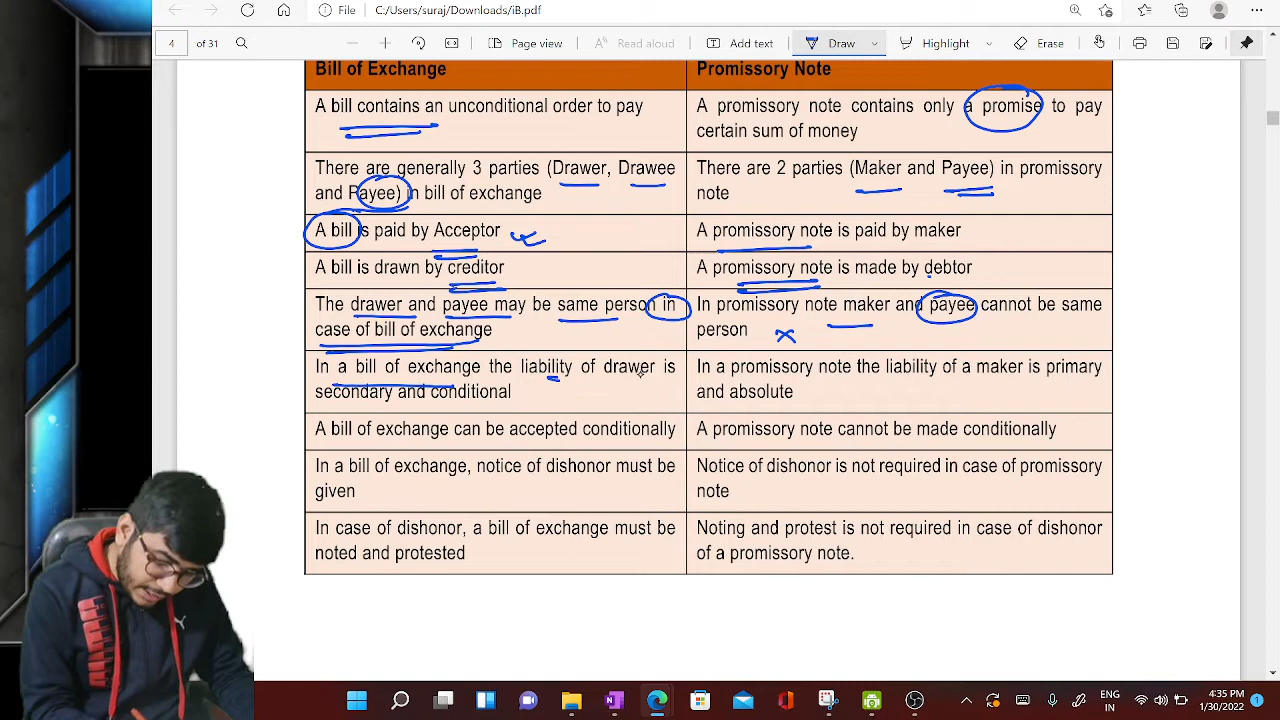 File
C:/Users/suraj/Downloads/iB.pdf
4 of 31
Page view
Read aloud
Add text
Draw
Highlight
Erase
Bill of Exchange
Promissory Note
A bill contains an unconditional order to pay
A promissory note contains only a promise to pay
certain sum of money
There are generally 3 parties (Drawer, Drawee
and Payee) in bill of exchange
There are 2 parties (Maker and Payee) in promissory
note
A bill is paid by Acceptor
A promissory note is paid by maker
A bill is drawn by creditor
A promissory note is made by debtor
The drawer and payee may be same person in
case of bill of exchange
In promissory note maker and payee cannot be same
person
In a bill of exchange the liability of drawer is
secondary and conditional
In a promissory note the liability of a maker is primary
and absolute
A bill of exchange can be accepted conditionally
A promissory note cannot be made conditionally
In a bill of exchange, notice of dishonor must be
given
Notice of dishonor is not required in case of promissory
note
In case of dishonor, a bill of exchange must be
noted and protested
Noting and protest is not required in case of dishonor
of a promissory note.
ENG
IN
4:35 PM
1/30/2022